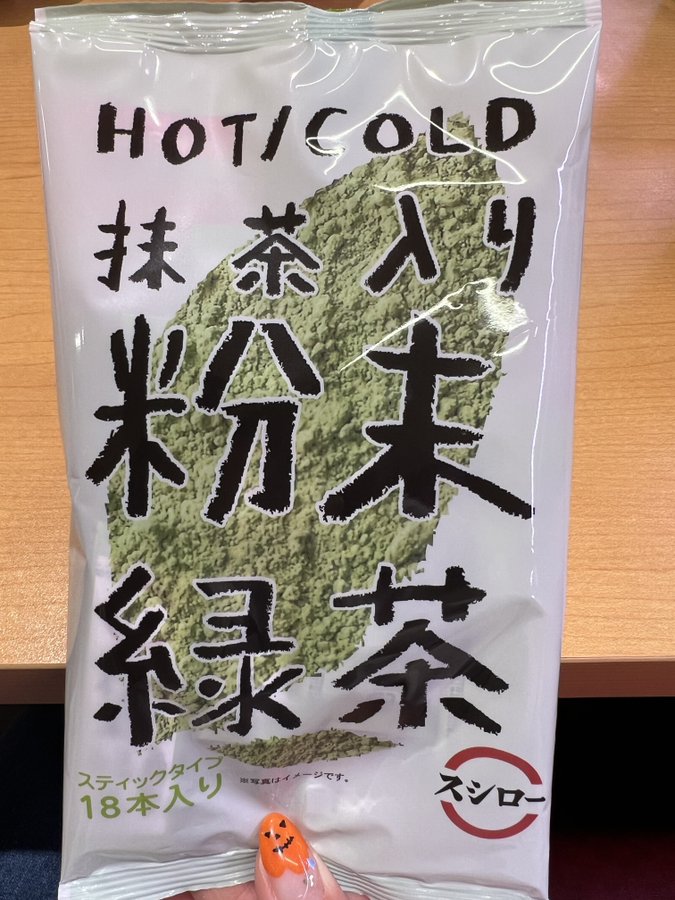 HOT/COLD
抹茶入り
粉末
緑茶
スティックタイプ
18本入り
※写真はイメージです。
スシロー